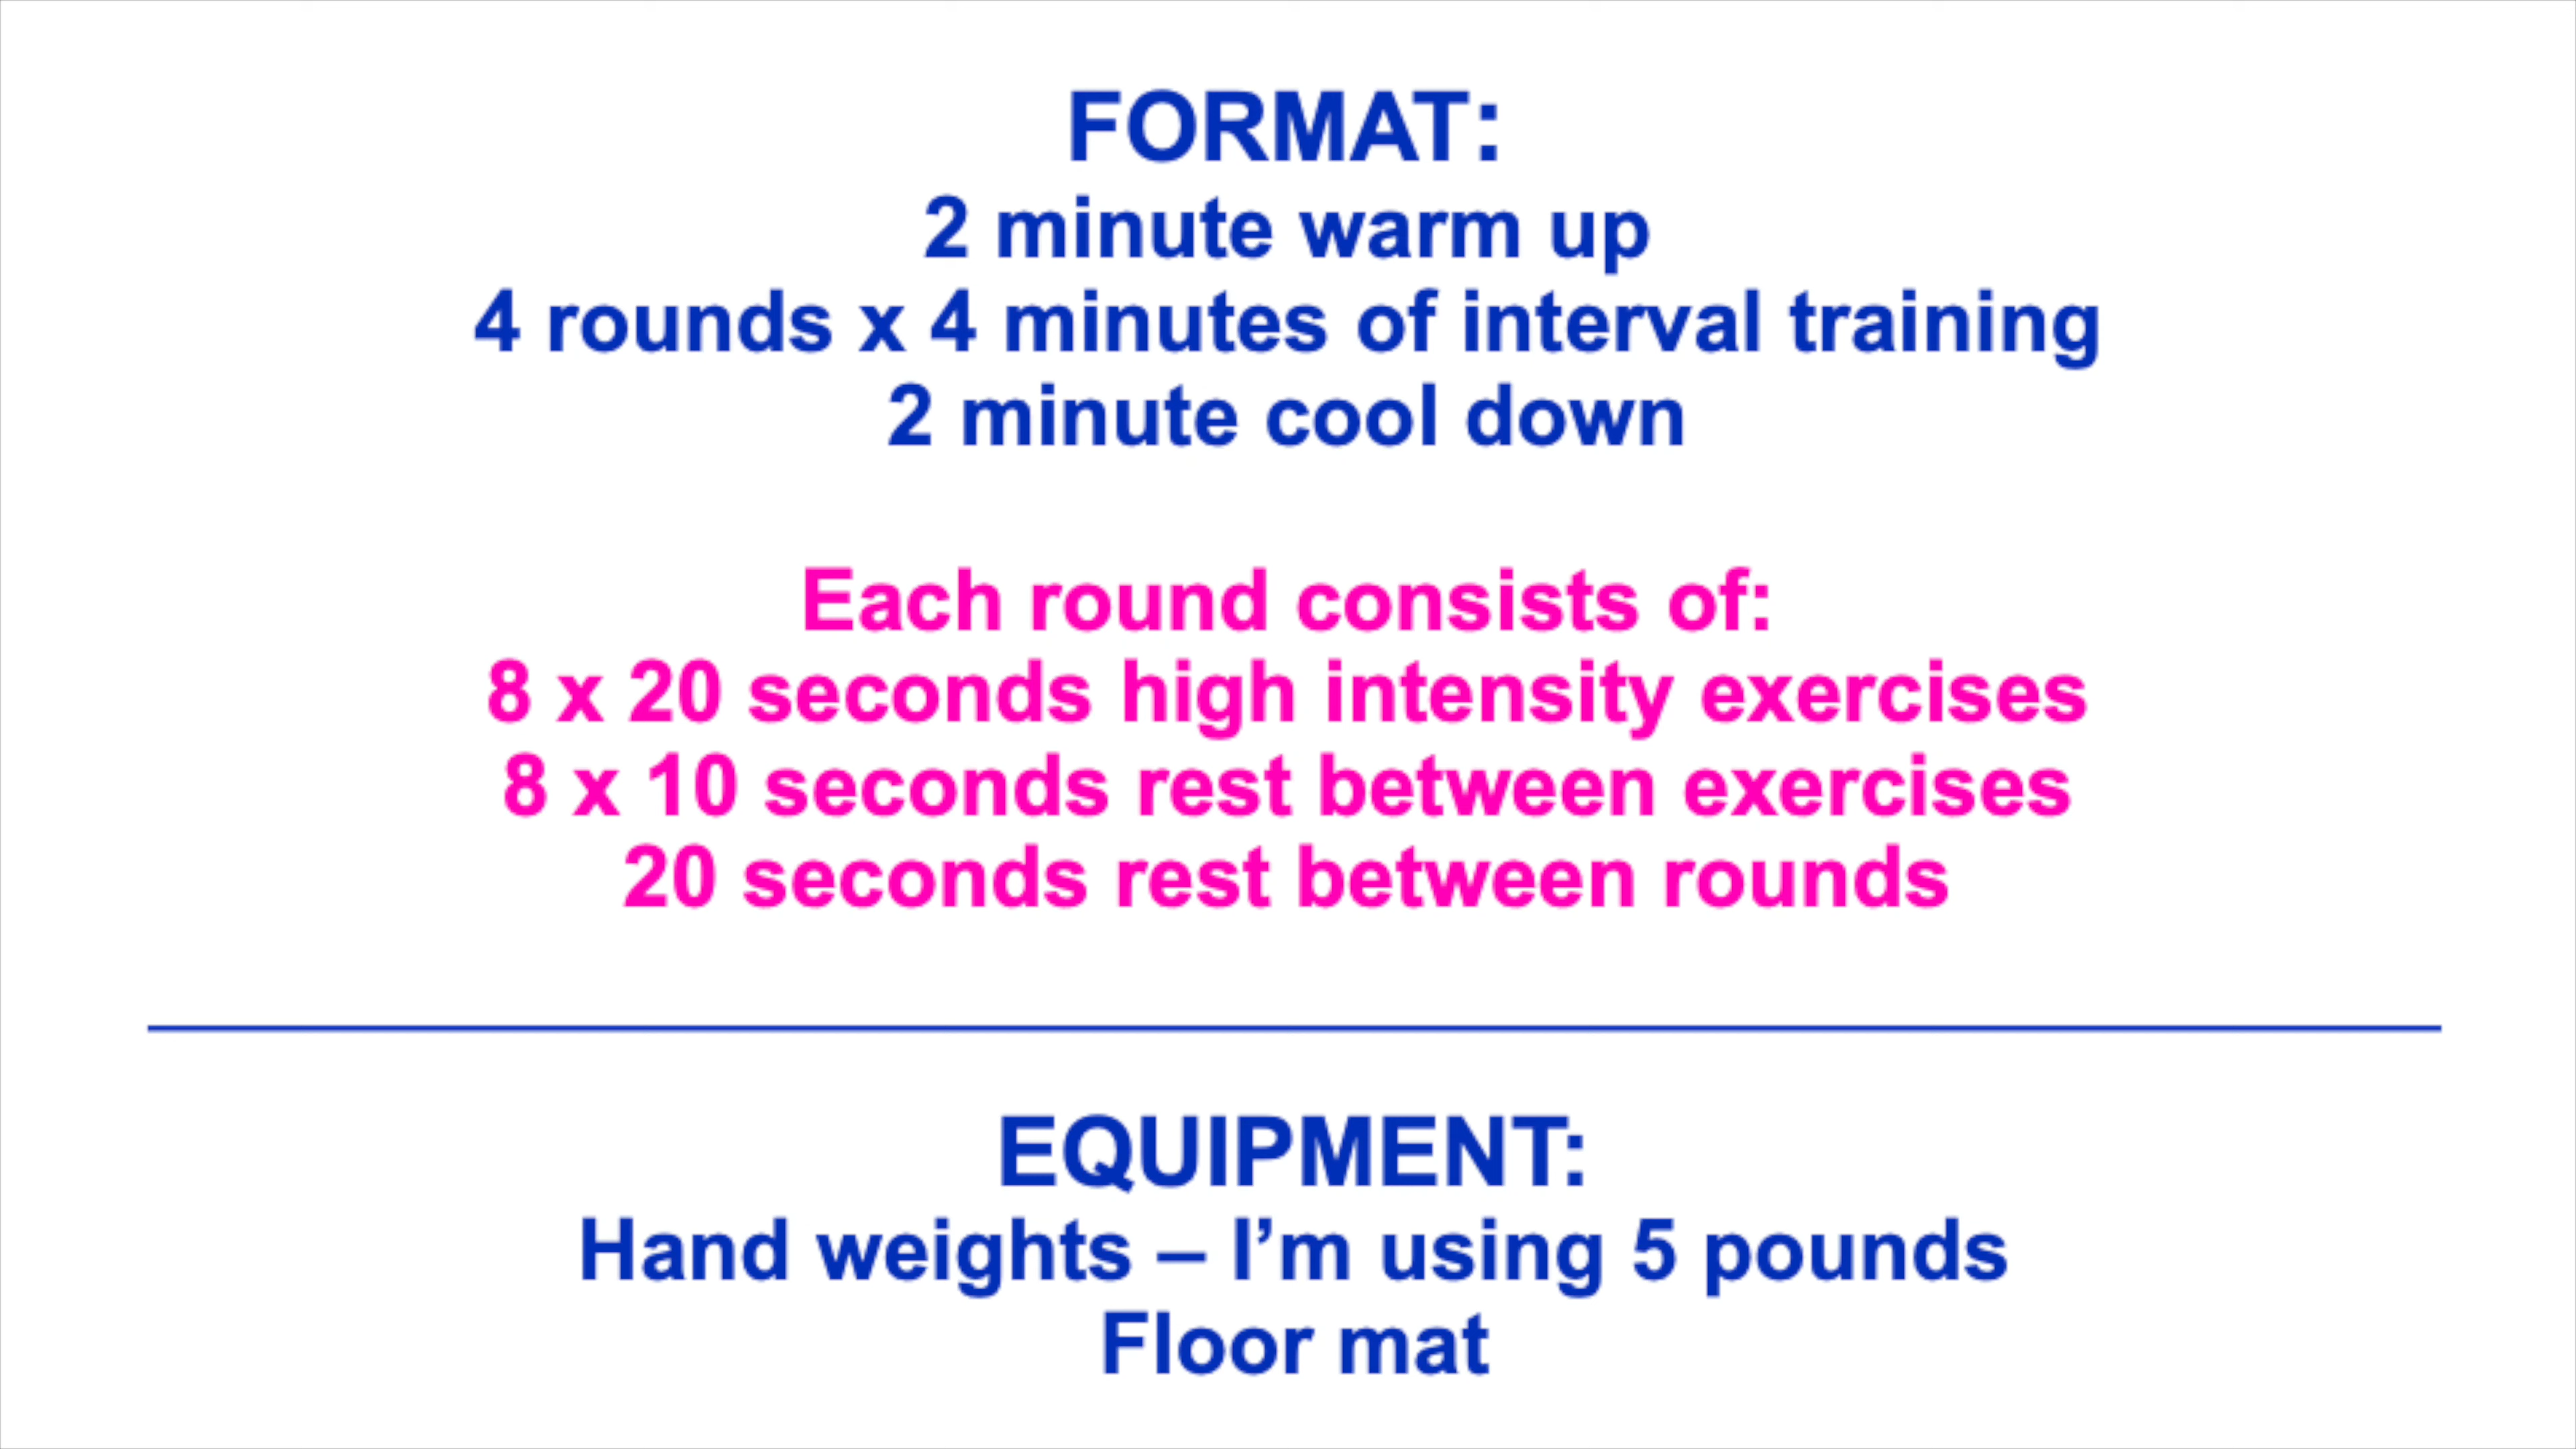 FORMAT:
2 minute warm up
4 rounds x 4 minutes of interval training
2 minute cool down
Each round consists of:
8 x 20 seconds high intensity exercises
8 x 10 seconds rest between exercises
20 seconds rest between rounds
EQUIPMENT:
Hand weights – I’m using 5 pounds
Floor mat